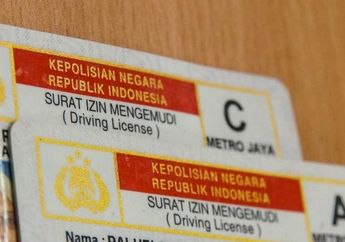 KEPOLISIAN NEGARA
REPUBLIK INDONESIA
SURAT IZIN MENGEMUDI
( Driving License )
C
METRO JAYA
KEPOLISIAN NEGARA
REPUBLIK INDONESIA
SURAT IZIN MENGEMUDI
(Driving License )
A
METRO
Nama :